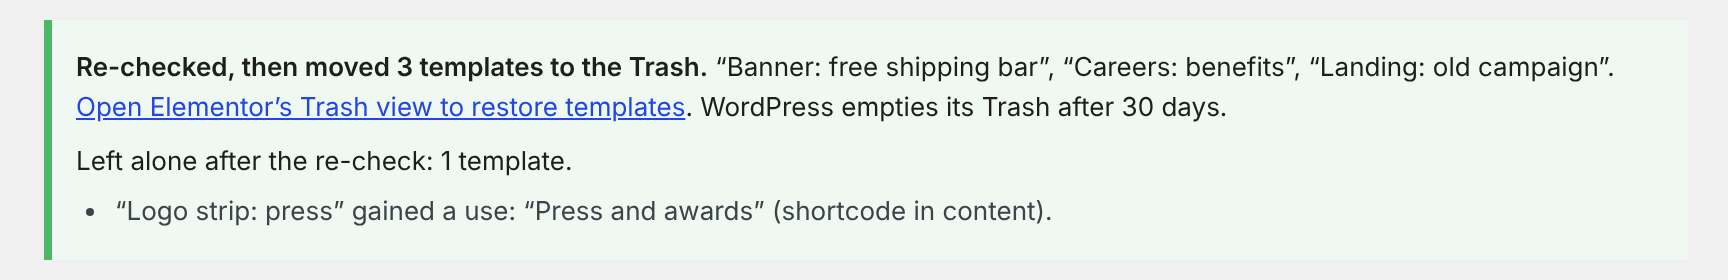 Re-checked, then moved 3 templates to the Trash. “Banner: free shipping bar”, “Careers: benefits”, “Landing: old campaign”.
Open Elementor’s Trash view to restore templates. WordPress empties its Trash after 30 days.
Left alone after the re-check: 1 template.
• “Logo strip: press” gained a use: “Press and awards” (shortcode in content).